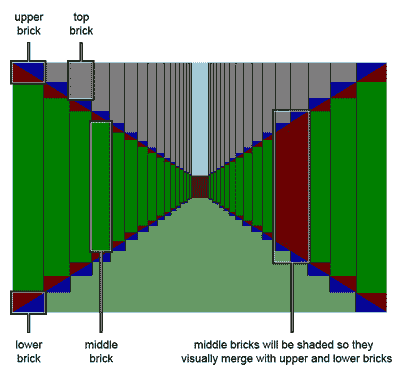 upper
brick
top
brick
lower
brick
middle
brick
middle bricks will be shaded so they
visually merge with upper and lower bricks